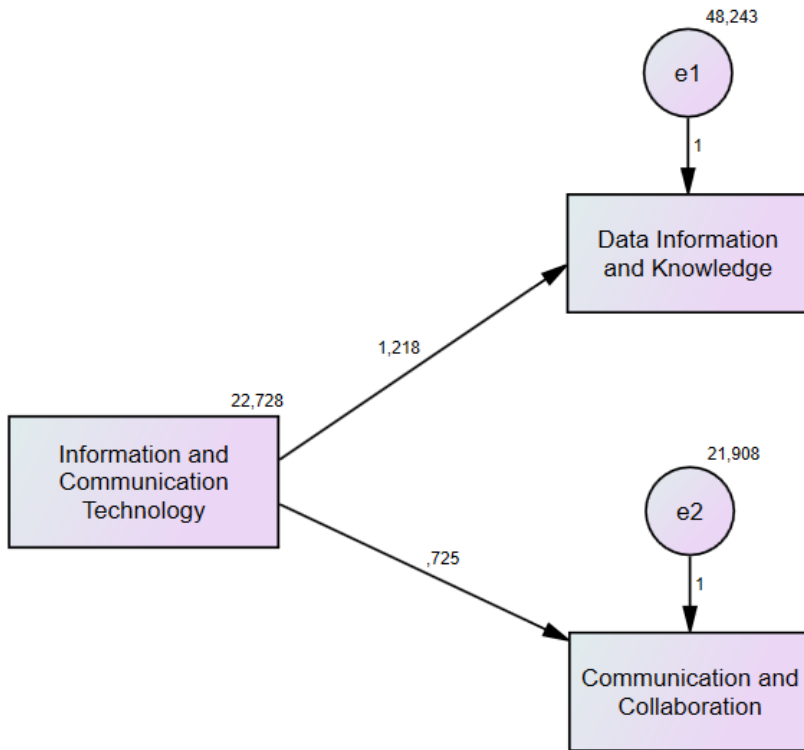 48,243
e1
1
Data Information
and Knowledge
1,218
22,728
Information and
Communication
Technology
21,908
e2
,725
1
Communication and
Collaboration